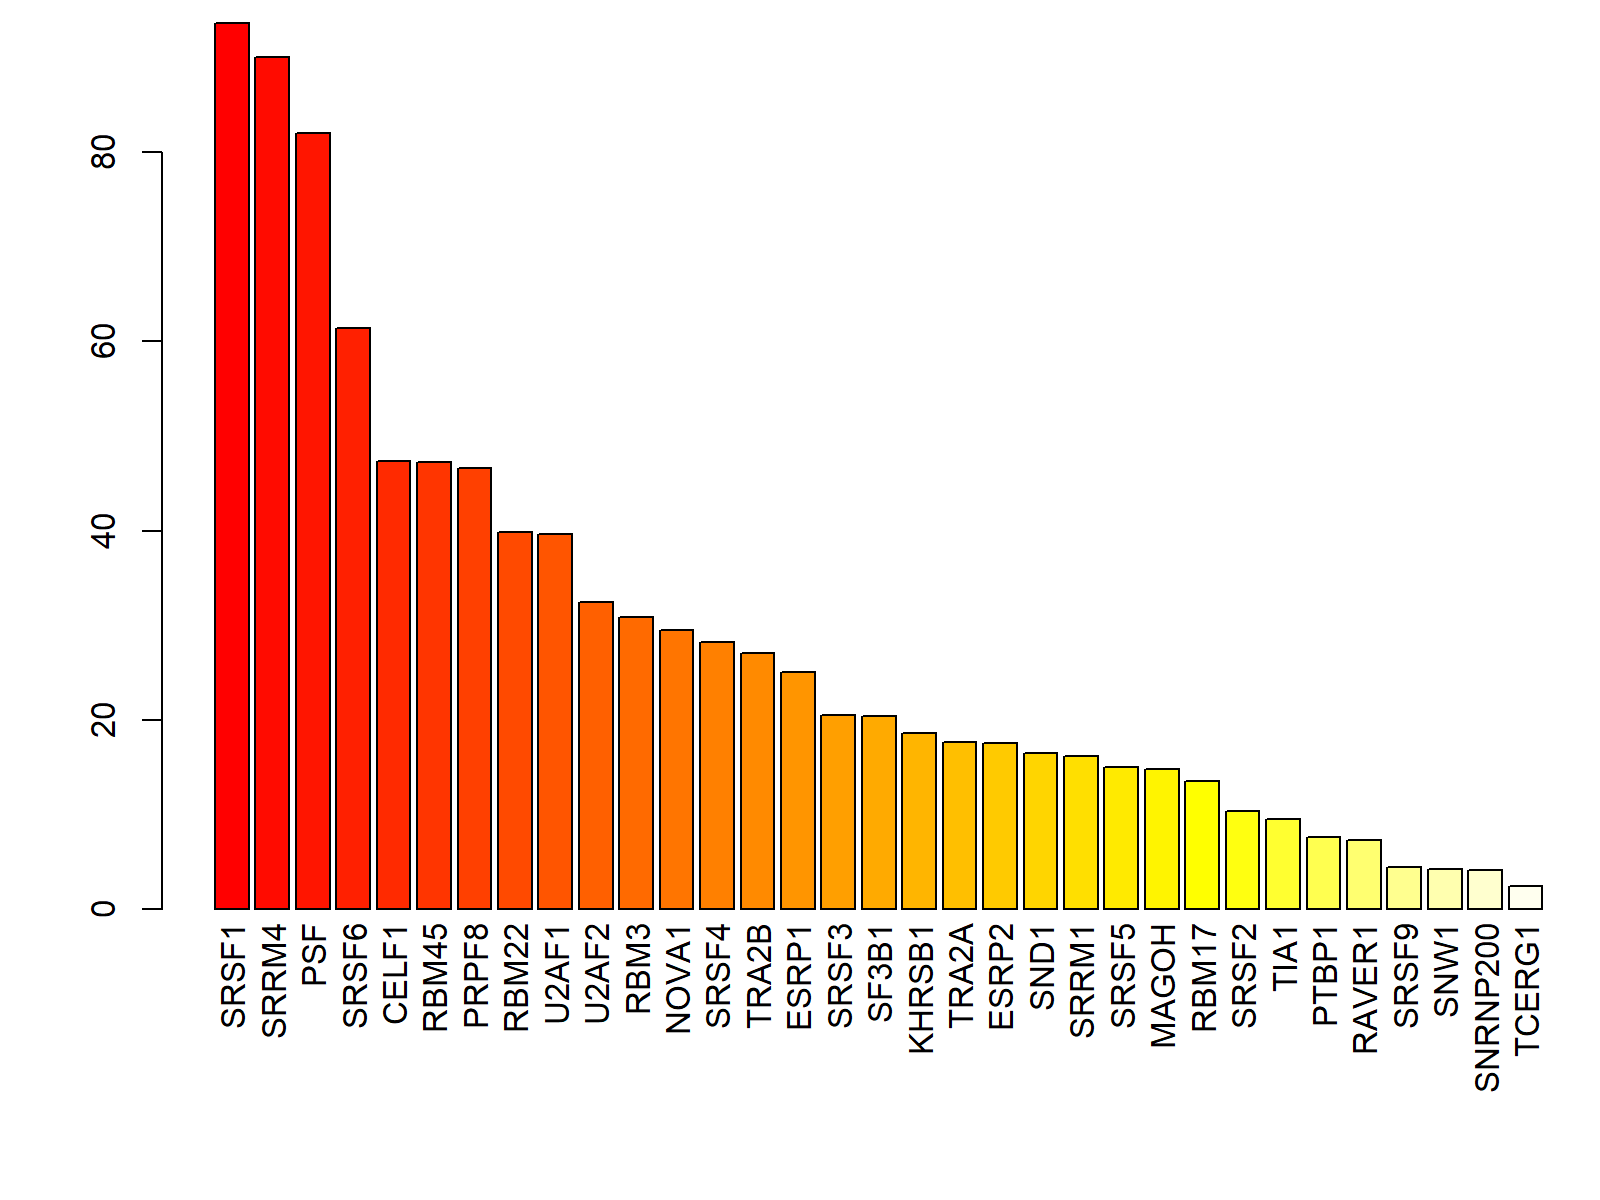 80
60
40
20
0
SRSF1
SRRM4
PSF
SRSF6
CELF1
RBM45
PRPF8
RBM22
U2AF1
U2AF2
RBM3
NOVA1
SRSF4
TRA2B
ESRP1
SRSF3
SF3B1
KHRSB1
TRA2A
ESRP2
SND1
SRRM1
SRSF5
MAGOH
RBM17
SRSF2
TIA1
PTBP1
RAVER1
SRSF9
SNW1
SNRNP200
TCERG1